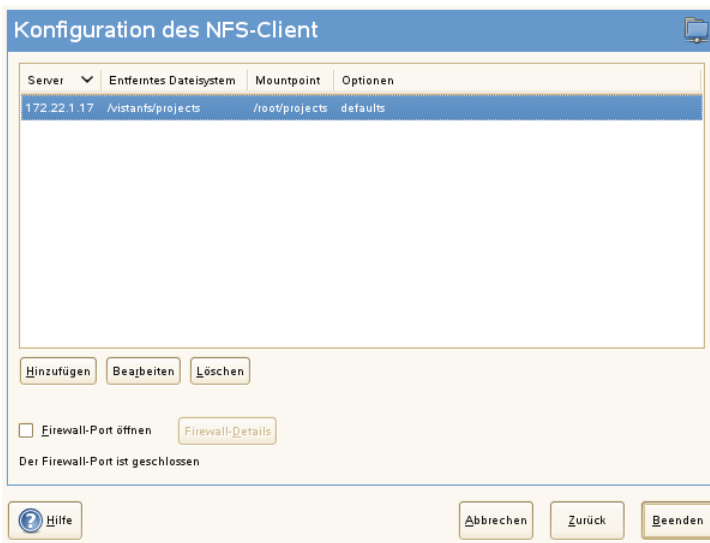 Konfiguration des NFS-Client
Server Entferntes Dateisystem Mountpoint Optionen
172.22.1.17 /vistanfs/projects /root/projects defaults
Hinzufügen Bearbeiten Löschen
Firewall-Port öffnen Firewall-Details
Der Firewall-Port ist geschlossen
Hilfe Abbrechen Zurück Beenden